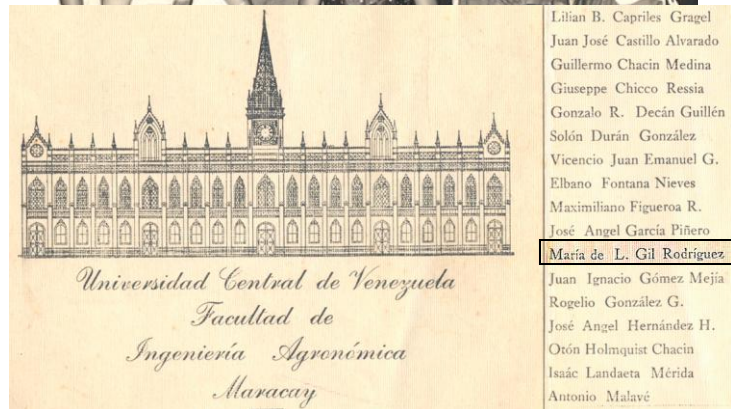 Universidad Central de Venezuela
Facultad de
Ingeniería Agronómica
Maracay
Lilian B. Capriles Gragel
Juan José Castillo Alvarado
Guillermo Chacin Medina
Giuseppe Chicco Ressia
Gonzalo R. Decán Guillén
Solón Durán González
Vicencio Juan Emanuel G.
Elbano Fontana Nieves
Maximiliano Figueroa R.
José Angel García Piñero
María de L. Gil Rodríguez
Juan Ignacio Gómez Mejia
Rogelio González G.
José Angel Hernández H.
Otón Holmquist Chacin
Isaác Landaeta Mérida
Antonio Malavé